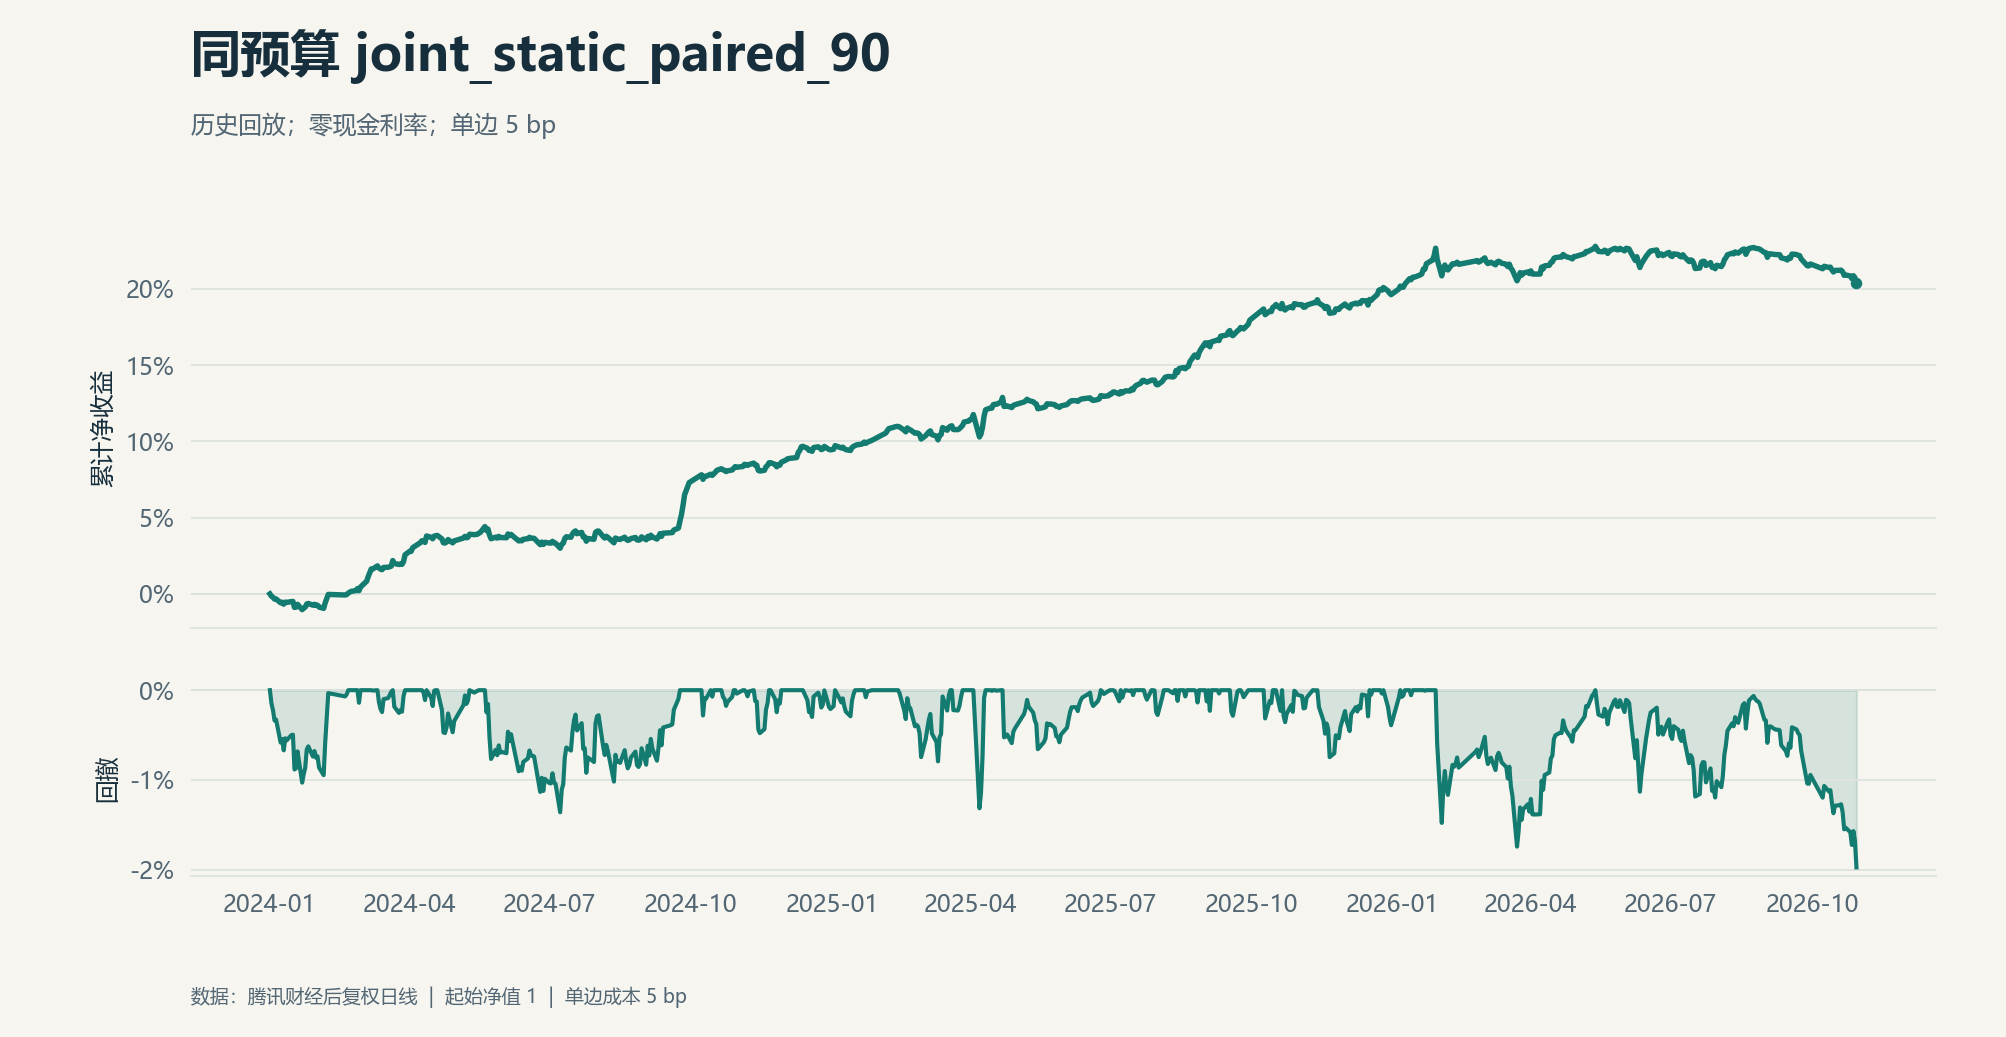 同预算 joint_static_paired_90
历史回放；零现金利率；单边 5 bp
累计净收益
20%
15%
10%
5%
0%
回撤
0%
-1%
-2%
2024-01 2024-04 2024-07 2024-10 2025-01 2025-04 2025-07 2025-10 2026-01 2026-04 2026-07 2026-10
数据：腾讯财经后复权日线 | 起始净值 1 | 单边成本 5 bp